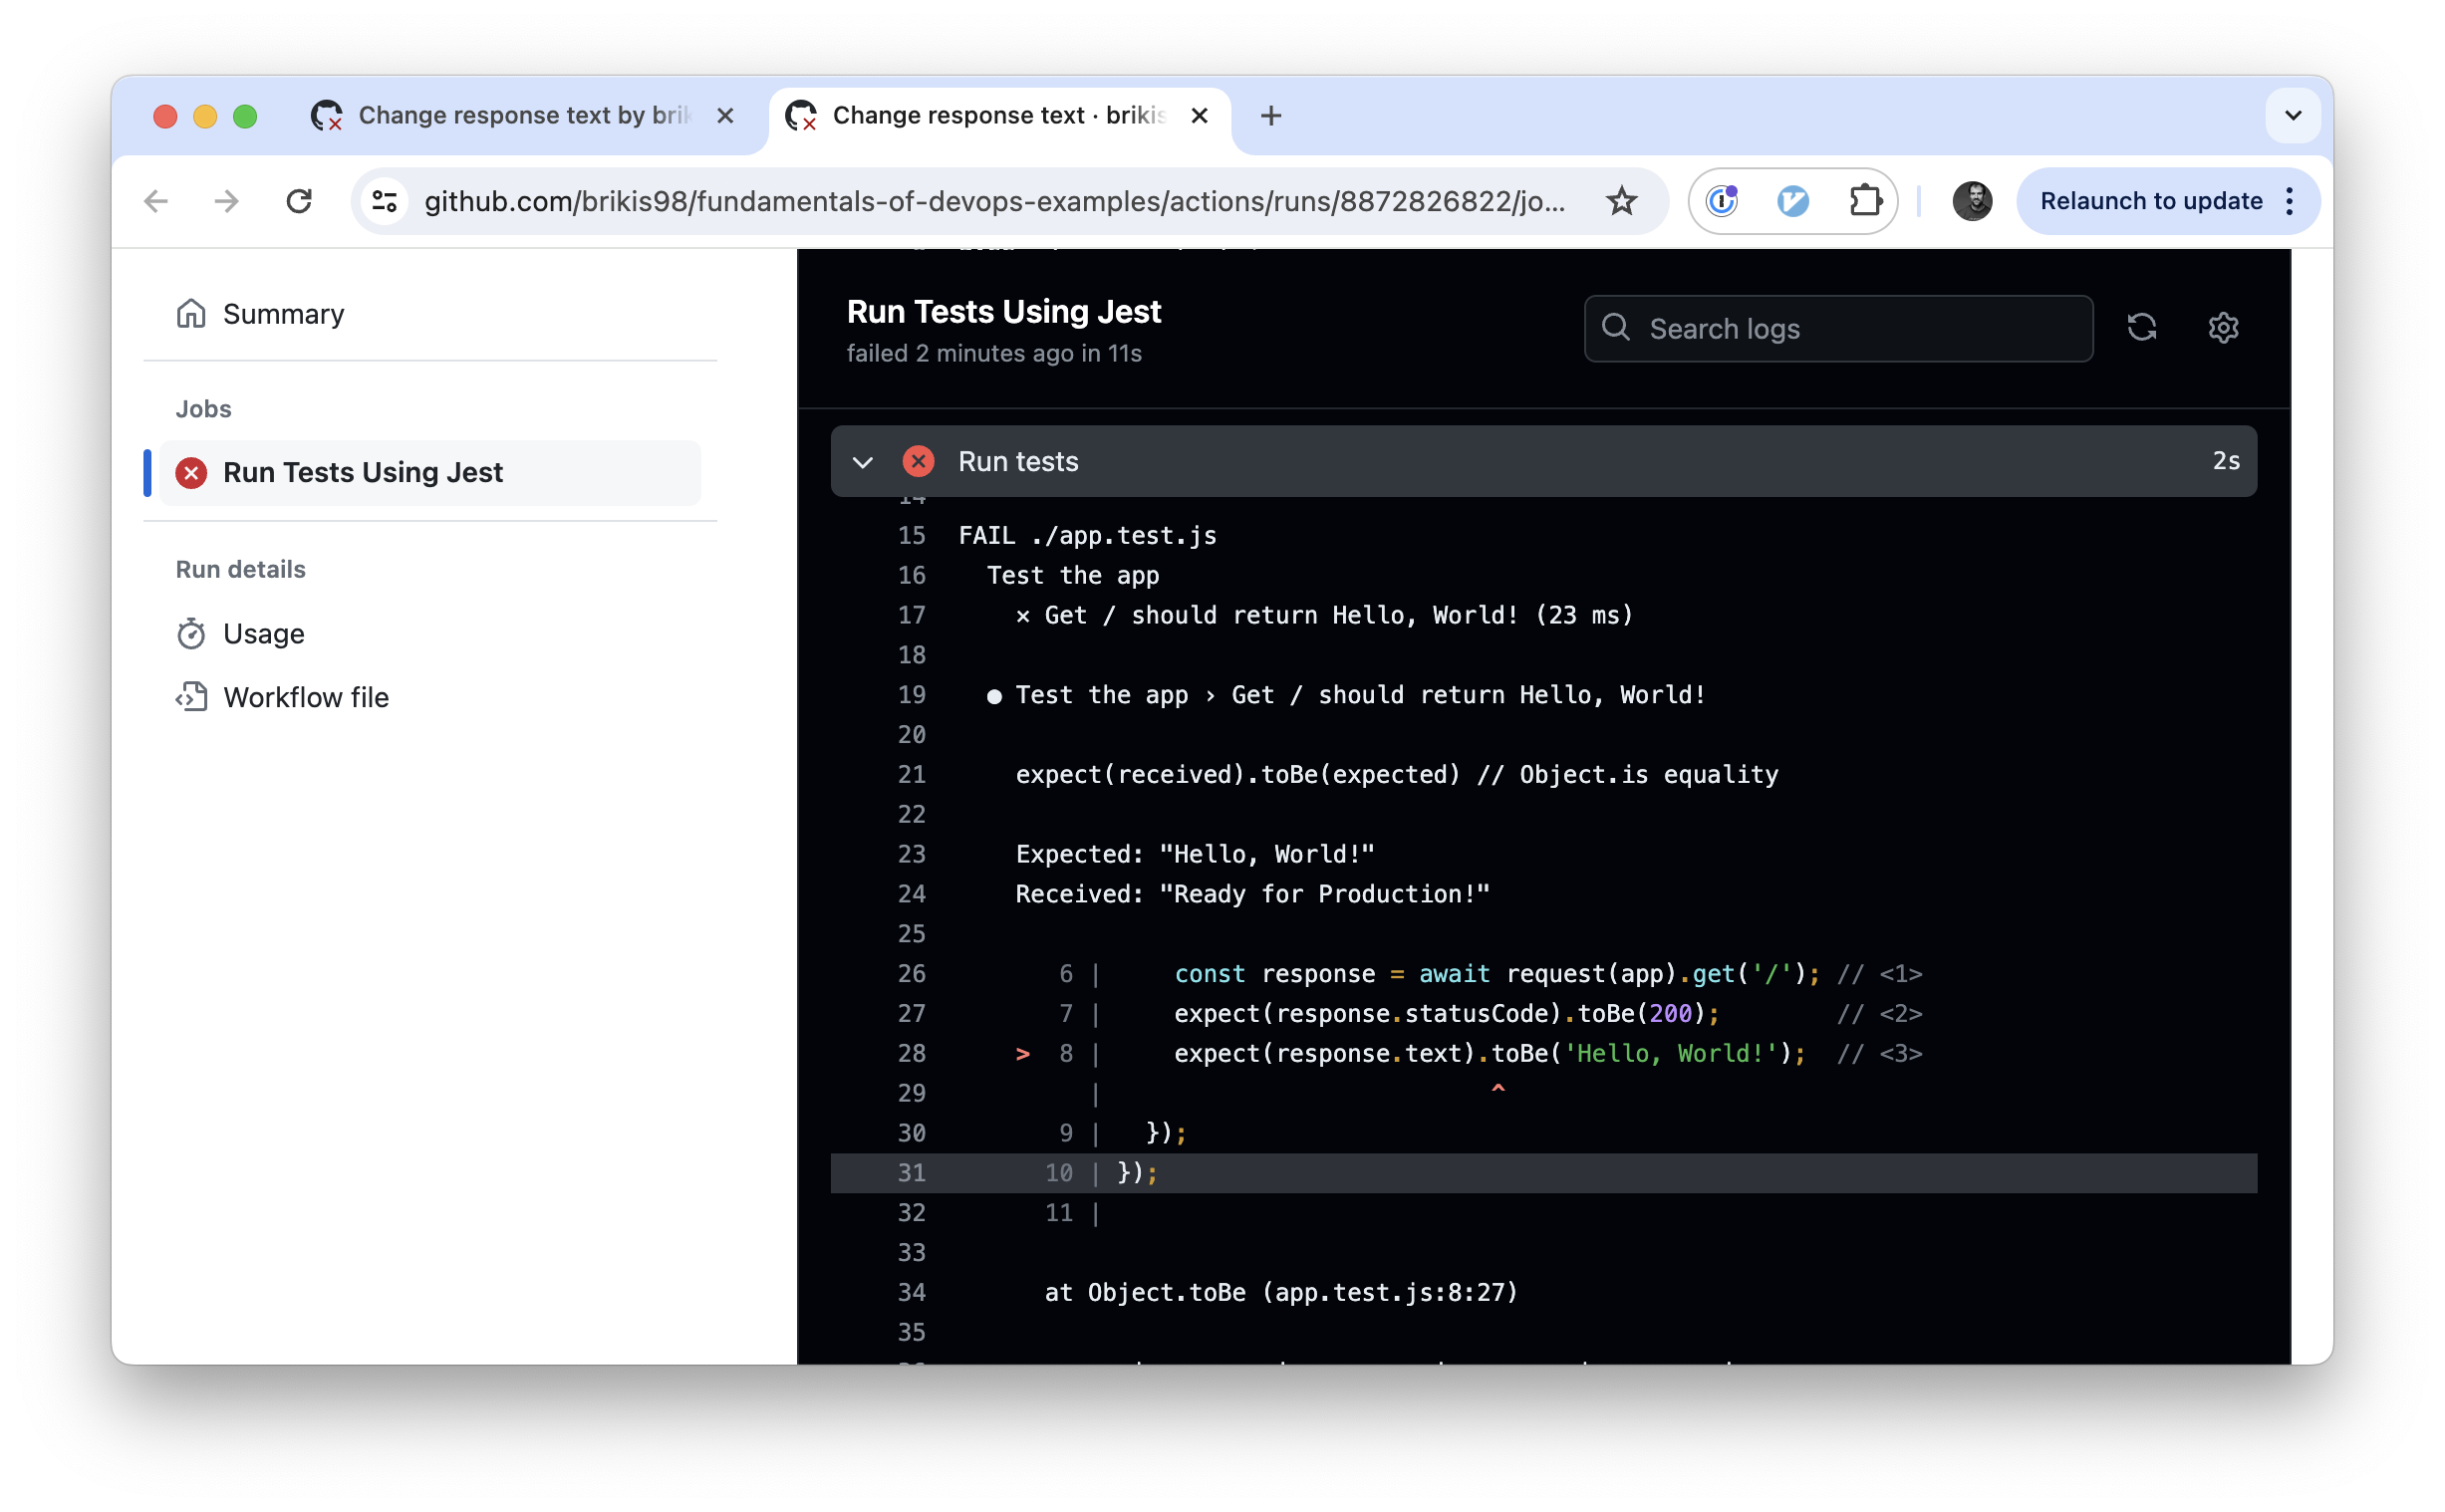 Change response text by brik
Change response text · brikis
github.com/brikis98/fundamentals-of-devops-examples/actions/runs/8872826822/jo...
Relaunch to update
Summary
Jobs
Run Tests Using Jest
Run details
Usage
Workflow file
Run Tests Using Jest
failed 2 minutes ago in 11s
Search logs
Run tests
2s
14
15 FAIL ./app.test.js
16 Test the app
17 × Get / should return Hello, World! (23 ms)
18
19 ● Test the app › Get / should return Hello, World!
20
21 expect(received).toBe(expected) // Object.is equality
22
23 Expected: "Hello, World!"
24 Received: "Ready for Production!"
25
26 6 | const response = await request(app).get('/'); // <1>
27 7 | expect(response.statusCode).toBe(200); // <2>
28 > 8 | expect(response.text).toBe('Hello, World!'); // <3>
29 | ^
30 9 | });
31 10 | });
32 11 |
33
34 at Object.toBe (app.test.js:8:27)
35